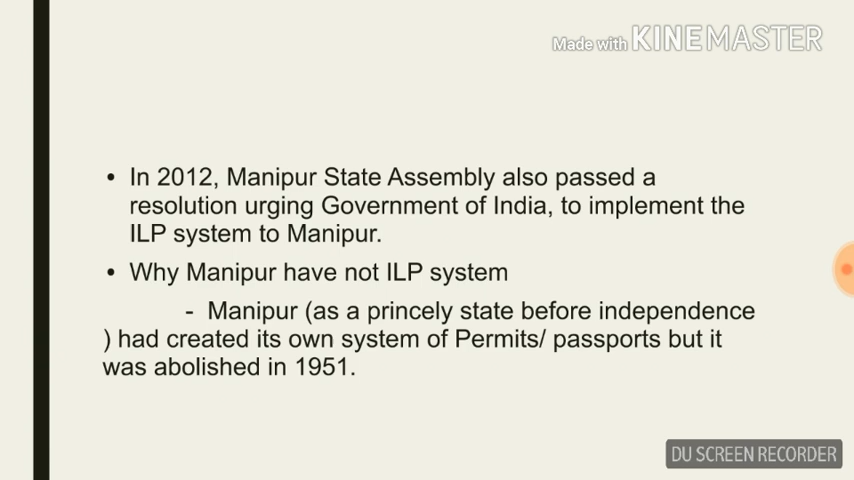 Made with KINEMASTER
• In 2012, Manipur State Assembly also passed a
resolution urging Government of India, to implement the
ILP system to Manipur.
• Why Manipur have not ILP system
- Manipur (as a princely state before independence
) had created its own system of Permits/ passports but it
was abolished in 1951.
DU SCREEN RECORDER